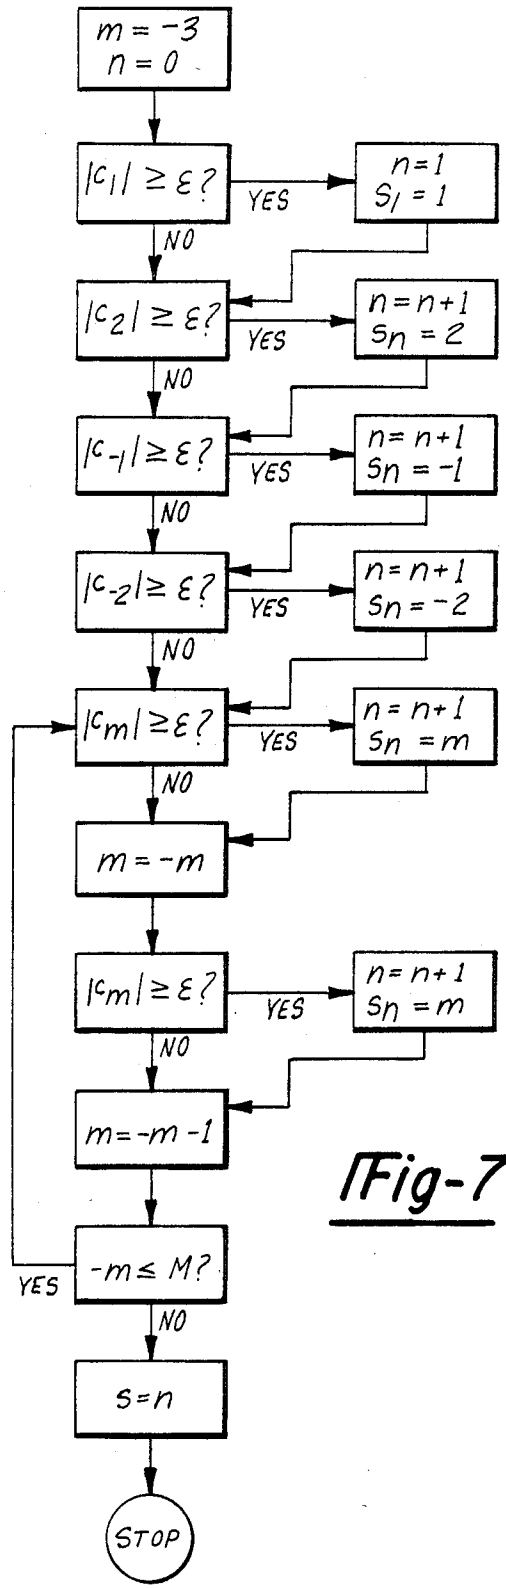 m = -3
n = 0
|c₁| ≥ ε?
YES
n = 1
s₁ = 1
NO
|c₂| ≥ ε?
YES
n = n+1
sₙ = 2
NO
|c₋₁| ≥ ε?
YES
n = n+1
sₙ = -1
NO
|c₋₂| ≥ ε?
YES
n = n+1
sₙ = -2
NO
|cₘ| ≥ ε?
YES
n = n+1
sₙ = m
NO
m = -m
|cₘ| ≥ ε?
YES
n = n+1
sₙ = m
NO
m = -m -1
Fig-7
-m ≤ M?
YES
NO
s = n
STOP